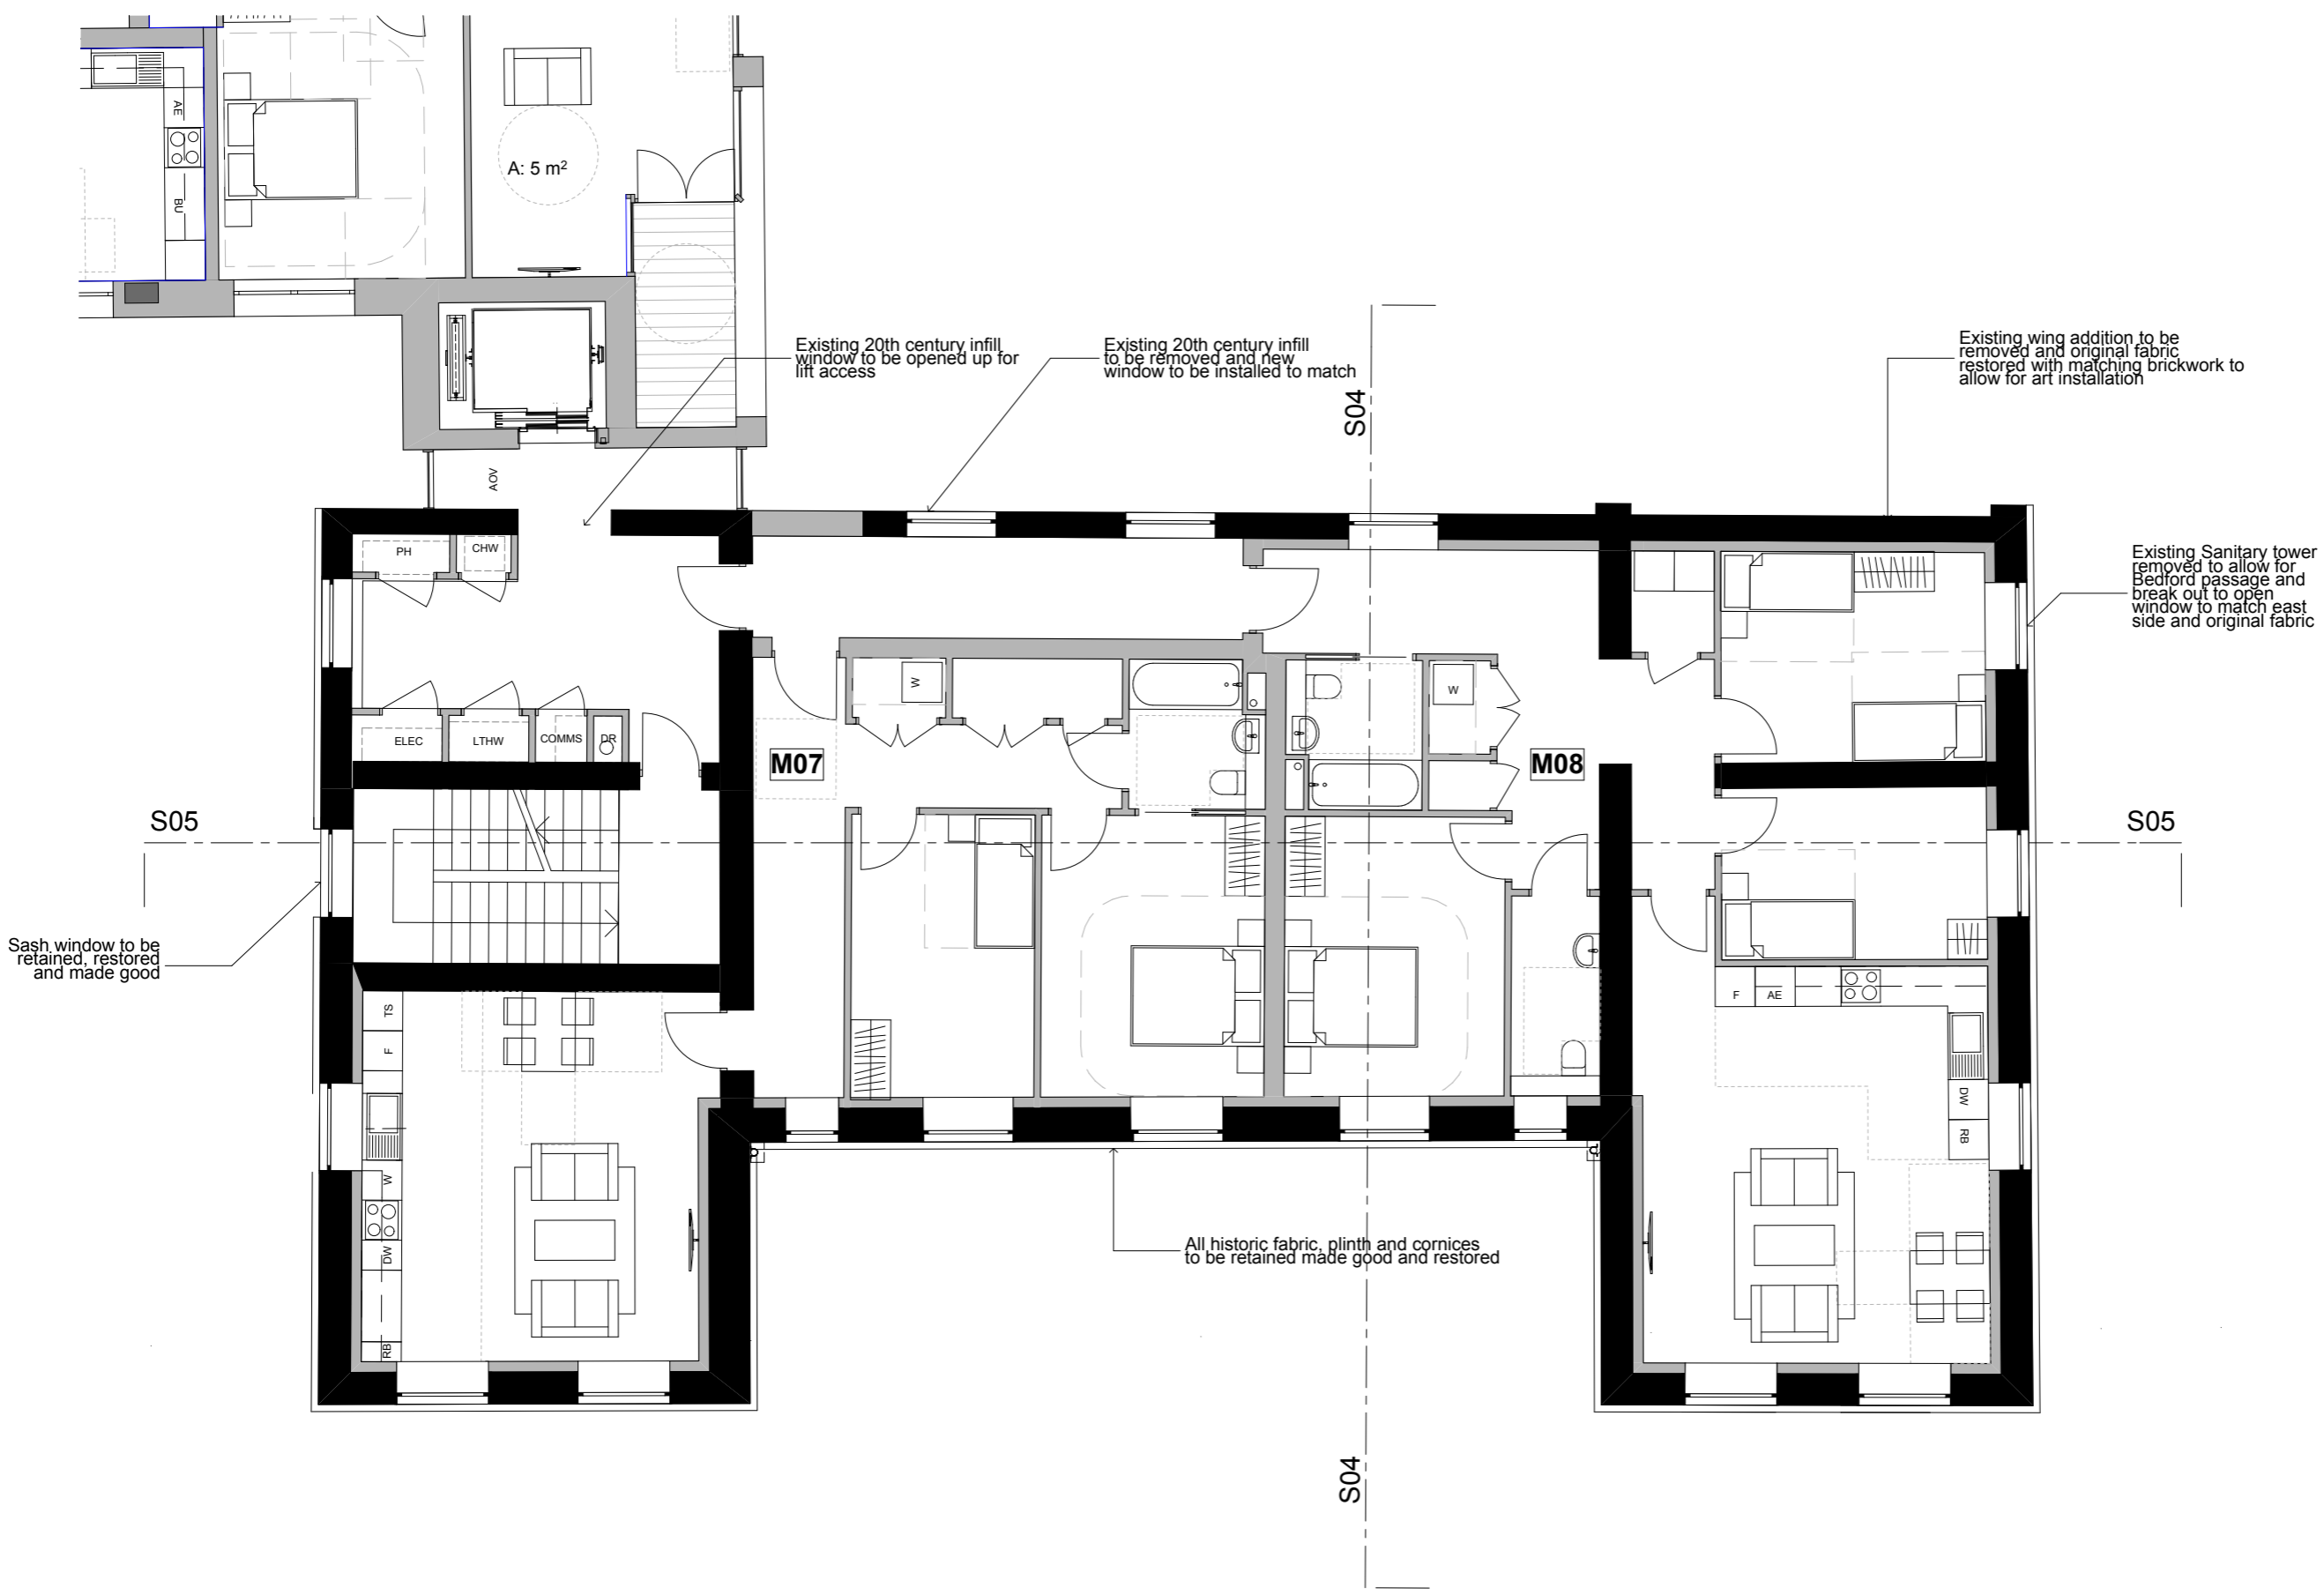 AE
BU
A: 5 m²
Existing 20th century infill
window to be opened up for
lift access
Existing 20th century infill
to be removed and new
window to be installed to match
S04
Existing wing addition to be
removed and original fabric
restored with matching brickwork to
allow for art installation
AOV
PH
CHW
Existing Sanitary tower
removed to allow for
Bedford passage and
break out to open
window to match east
side and original fabric
W
W
ELEC
LTHW
COMMS
DR
M07
M08
S05
S05
Sash window to be
retained, restored
and made good
TS
F
W
DW
RB
F
AE
DW
RB
All historic fabric, plinth and cornices
to be retained made good and restored
S04